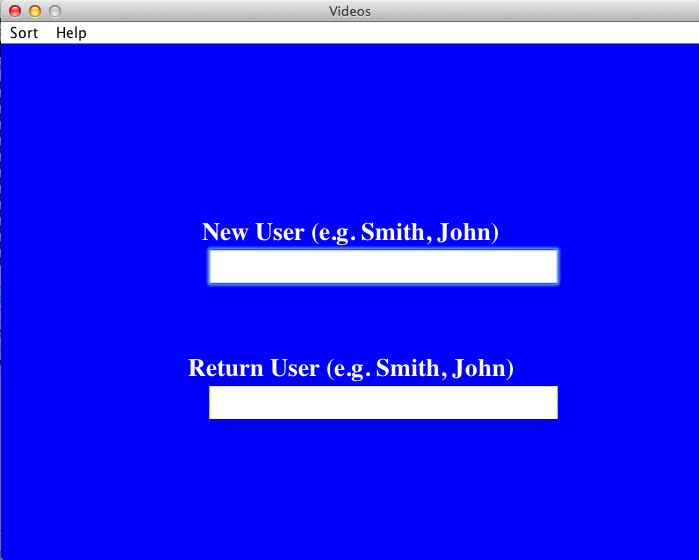 Videos
Sort Help
New User (e.g. Smith, John)
Return User (e.g. Smith, John)